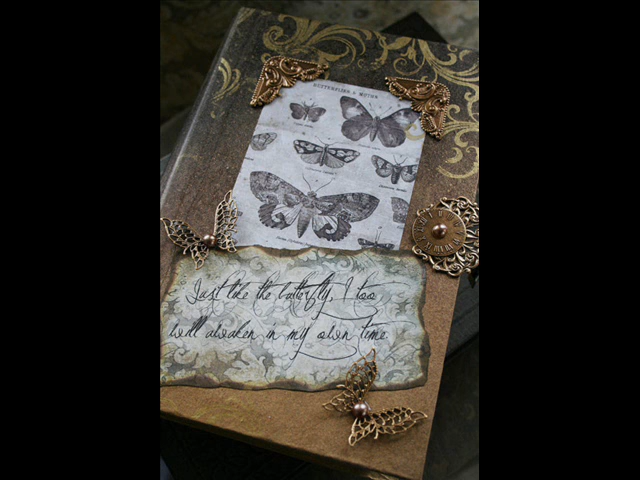 BUTTERFLIES & MOTHS
Just like the butterfly, I too
will awaken in my own time